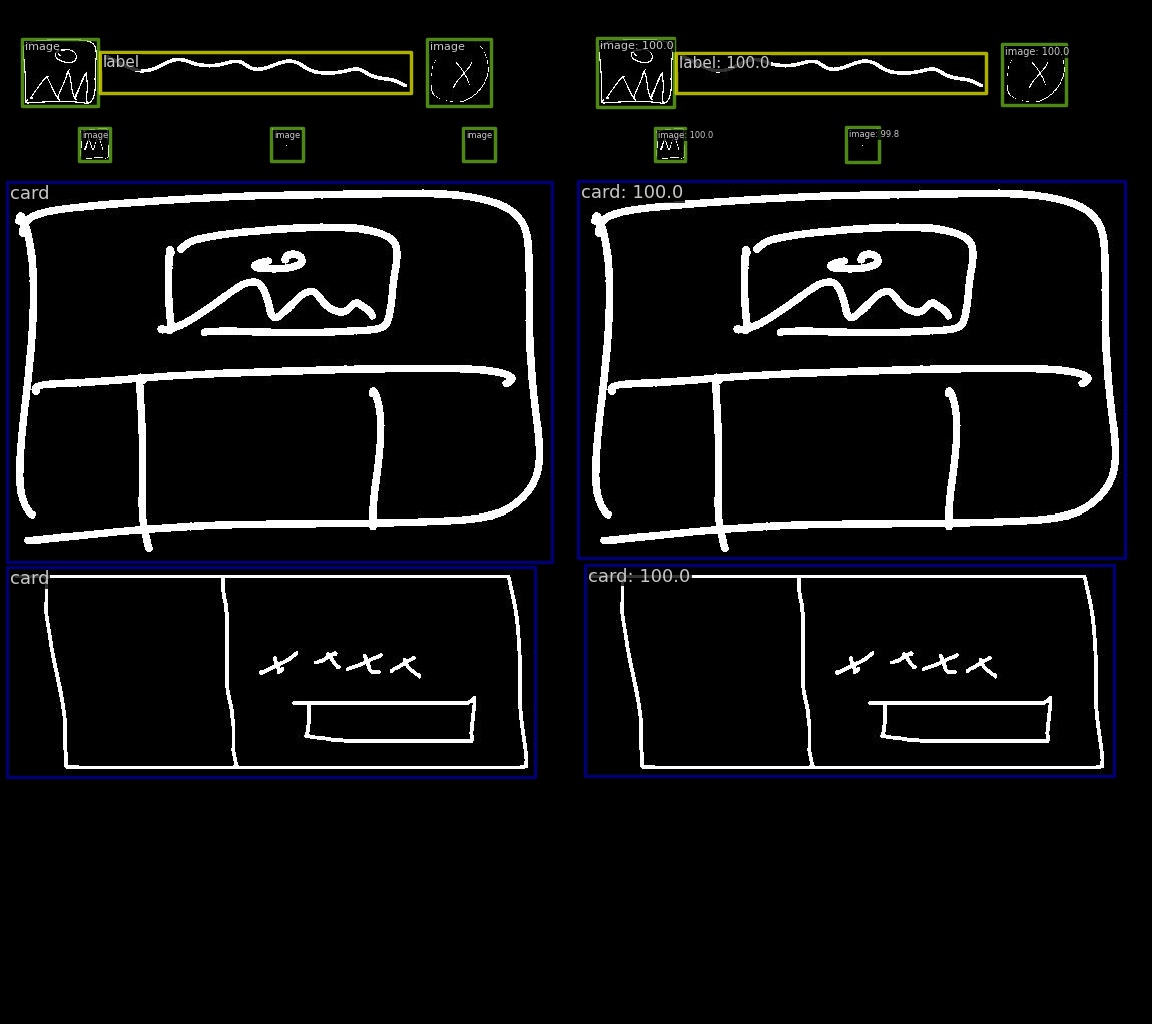 image image: 100.0
label image image: 100.0
label: 100.0
image image image image: 100.0 image: 99.8
card card: 100.0
card card: 100.0
x x x x x x x x